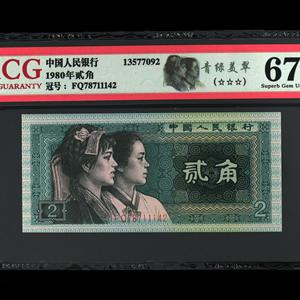 ICG
GUARANTY
中国人民银行
1980年贰角
冠号：FQ78711142
13577092
青绿美翠
(☆☆☆)
67
Superb Gem U
中国人民银行
贰角
FQ78711142
2
2